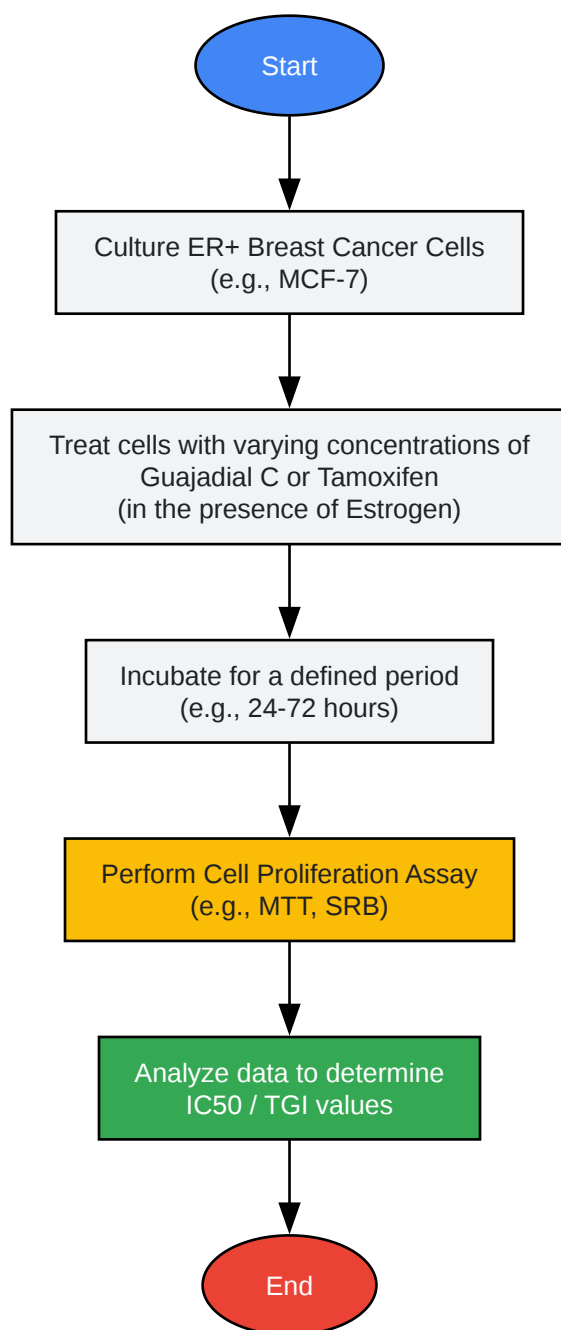 Start
Culture ER+ Breast Cancer Cells
(e.g., MCF-7)
Treat cells with varying concentrations of
Guajadial C or Tamoxifen
(in the presence of Estrogen)
Incubate for a defined period
(e.g., 24-72 hours)
Perform Cell Proliferation Assay
(e.g., MTT, SRB)
Analyze data to determine
IC50 / TGI values
End